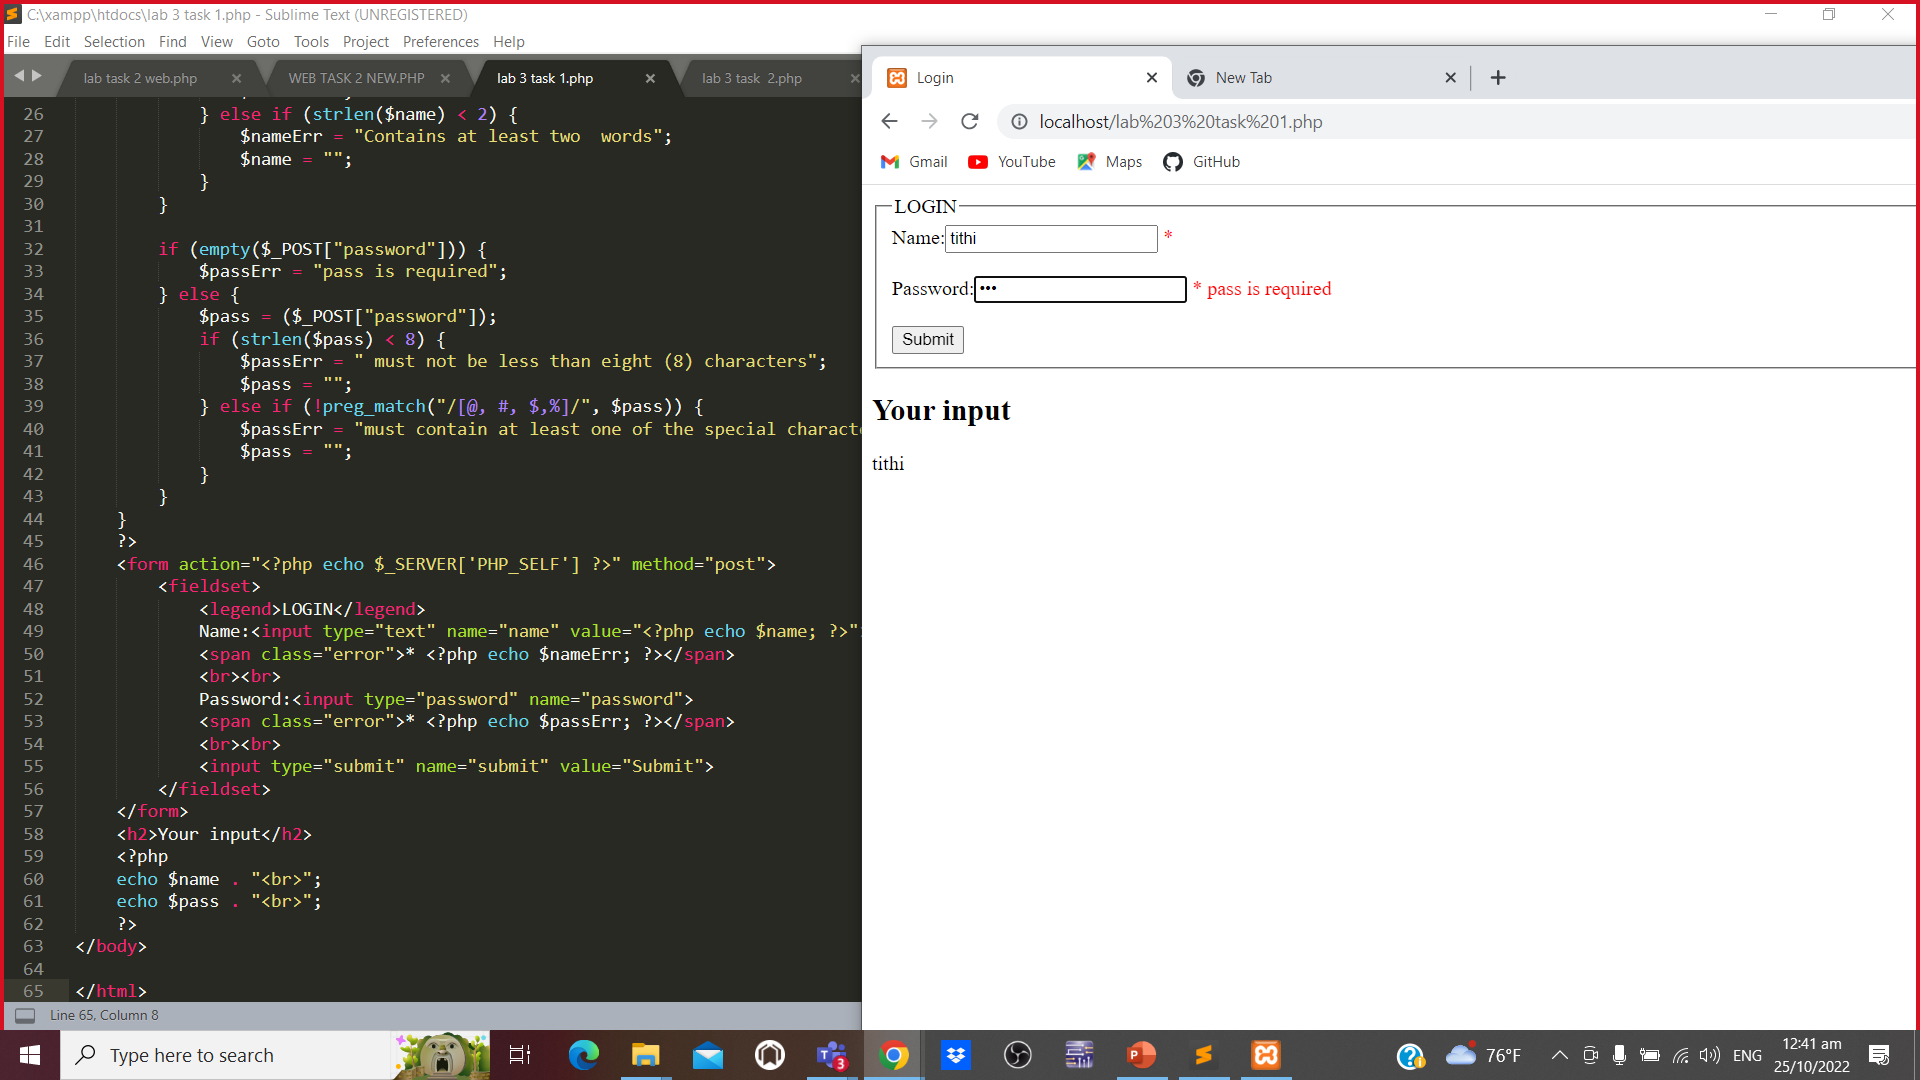 C:\xampp\htdocs\lab 3 task 1.php - Sublime Text (UNREGISTERED)
File Edit Selection Find View Goto Tools Project Preferences Help
lab task 2 web.php
WEB TASK 2 NEW.PHP
lab 3 task 1.php
lab 3 task  2.php
26 } else if (strlen($name) < 2) {
27 $nameErr = "Contains at least two  words";
28 $name = "";
29 }
30 }
31
32 if (empty($_POST["password"])) {
33 $passErr = "pass is required";
34 } else {
35 $pass = ($_POST["password"]);
36 if (strlen($pass) < 8) {
37 $passErr = " must not be less than eight (8) characters";
38 $pass = "";
39 } else if (!preg_match("/[@, #, $,%]/", $pass)) {
40 $passErr = "must contain at least one of the special characte
41 $pass = "";
42 }
43 }
44 }
45 ?>
46 <form action="<?php echo $_SERVER['PHP_SELF'] ?>" method="post">
47 <fieldset>
48 <legend>LOGIN</legend>
49 Name:<input type="text" name="name" value="<?php echo $name; ?>"
50 <span class="error">* <?php echo $nameErr; ?></span>
51 <br><br>
52 Password:<input type="password" name="password">
53 <span class="error">* <?php echo $passErr; ?></span>
54 <br><br>
55 <input type="submit" name="submit" value="Submit">
56 </fieldset>
57 </form>
58 <h2>Your input</h2>
59 <?php
60 echo $name . "<br>";
61 echo $pass . "<br>";
62 ?>
63 </body>
64
65 </html>
Line 65, Column 8
Login
New Tab
localhost/lab%203%20task%201.php
Gmail YouTube Maps GitHub
LOGIN
Name: tithi *
Password: ••• * pass is required
Submit
Your input
tithi
Type here to search
3
76°F
ENG
12:41 am
25/10/2022